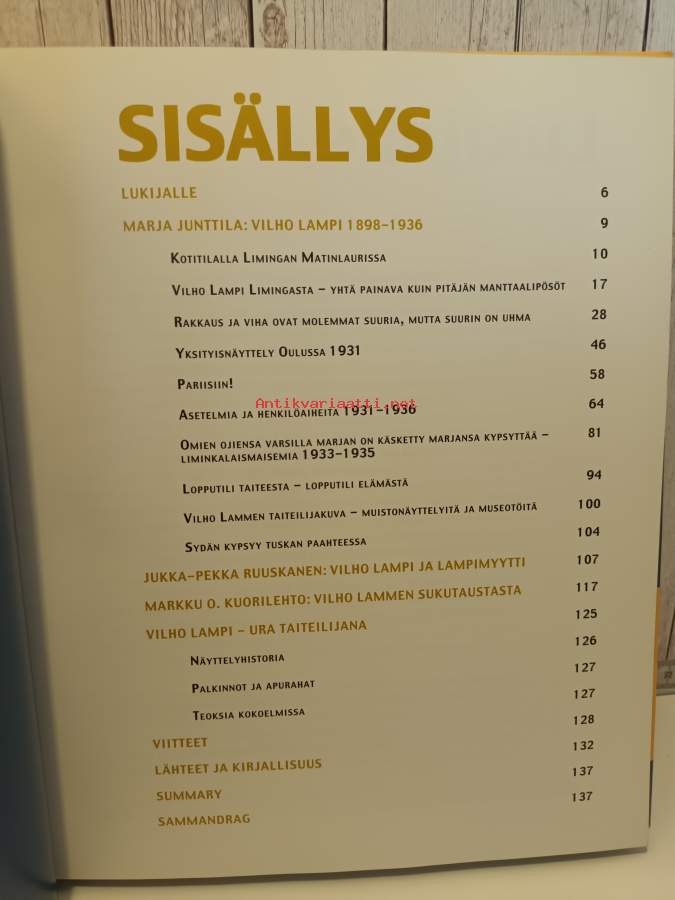 SISÄLLYS
LUKIJALLE 6
MARJA JUNTTILA: VILHO LAMPI 1898–1936 9
KOTITILALLA LIMINGAN MATINLAURISSA 10
VILHO LAMPI LIMINGASTA – YHTÄ PAINAVA KUIN PITÄJÄN MANTTAALIPÖSÖT 17
RAKKAUS JA VIHA OVAT MOLEMMAT SUURIA, MUTTA SUURIN ON UHMA 28
YKSITYISNÄYTTELY OULUSSA 1931 46
PARIISIIN! 58
Antikvariaatti.net
ASETELMIA JA HENKILÖAIHEITA 1931–1936 64
OMIEN OJIENSA VARSILLA MARJAN ON KÄSKETTY MARJANSA KYPSYTTÄÄ – 81
LIMINKALAISMAISEMIA 1933–1935
LOPPUTILI TAITEESTA – LOPPUTILI ELÄMÄSTÄ 94
VILHO LAMMEN TAITEILIJAKUVA – MUISTONÄYTTELYITÄ JA MUSEOTÖITÄ 100
SYDÄN KYPSYY TUSKAN PAAHTEESSA 104
JUKKA-PEKKA RUUSKANEN: VILHO LAMPI JA LAMPIMYYTTI 107
MARKKU O. KUORILEHTO: VILHO LAMMEN SUKUTAUSTASTA 117
VILHO LAMPI – URA TAITEILIJANA 125
NÄYTTELYHISTORIA 126
PALKINNOT JA APURAHAT 127
TEOKSIA KOKOELMISSA 127
VIITTEET 128
LÄHTEET JA KIRJALLISUUS 132
SUMMARY 137
SAMMANDRAG 137